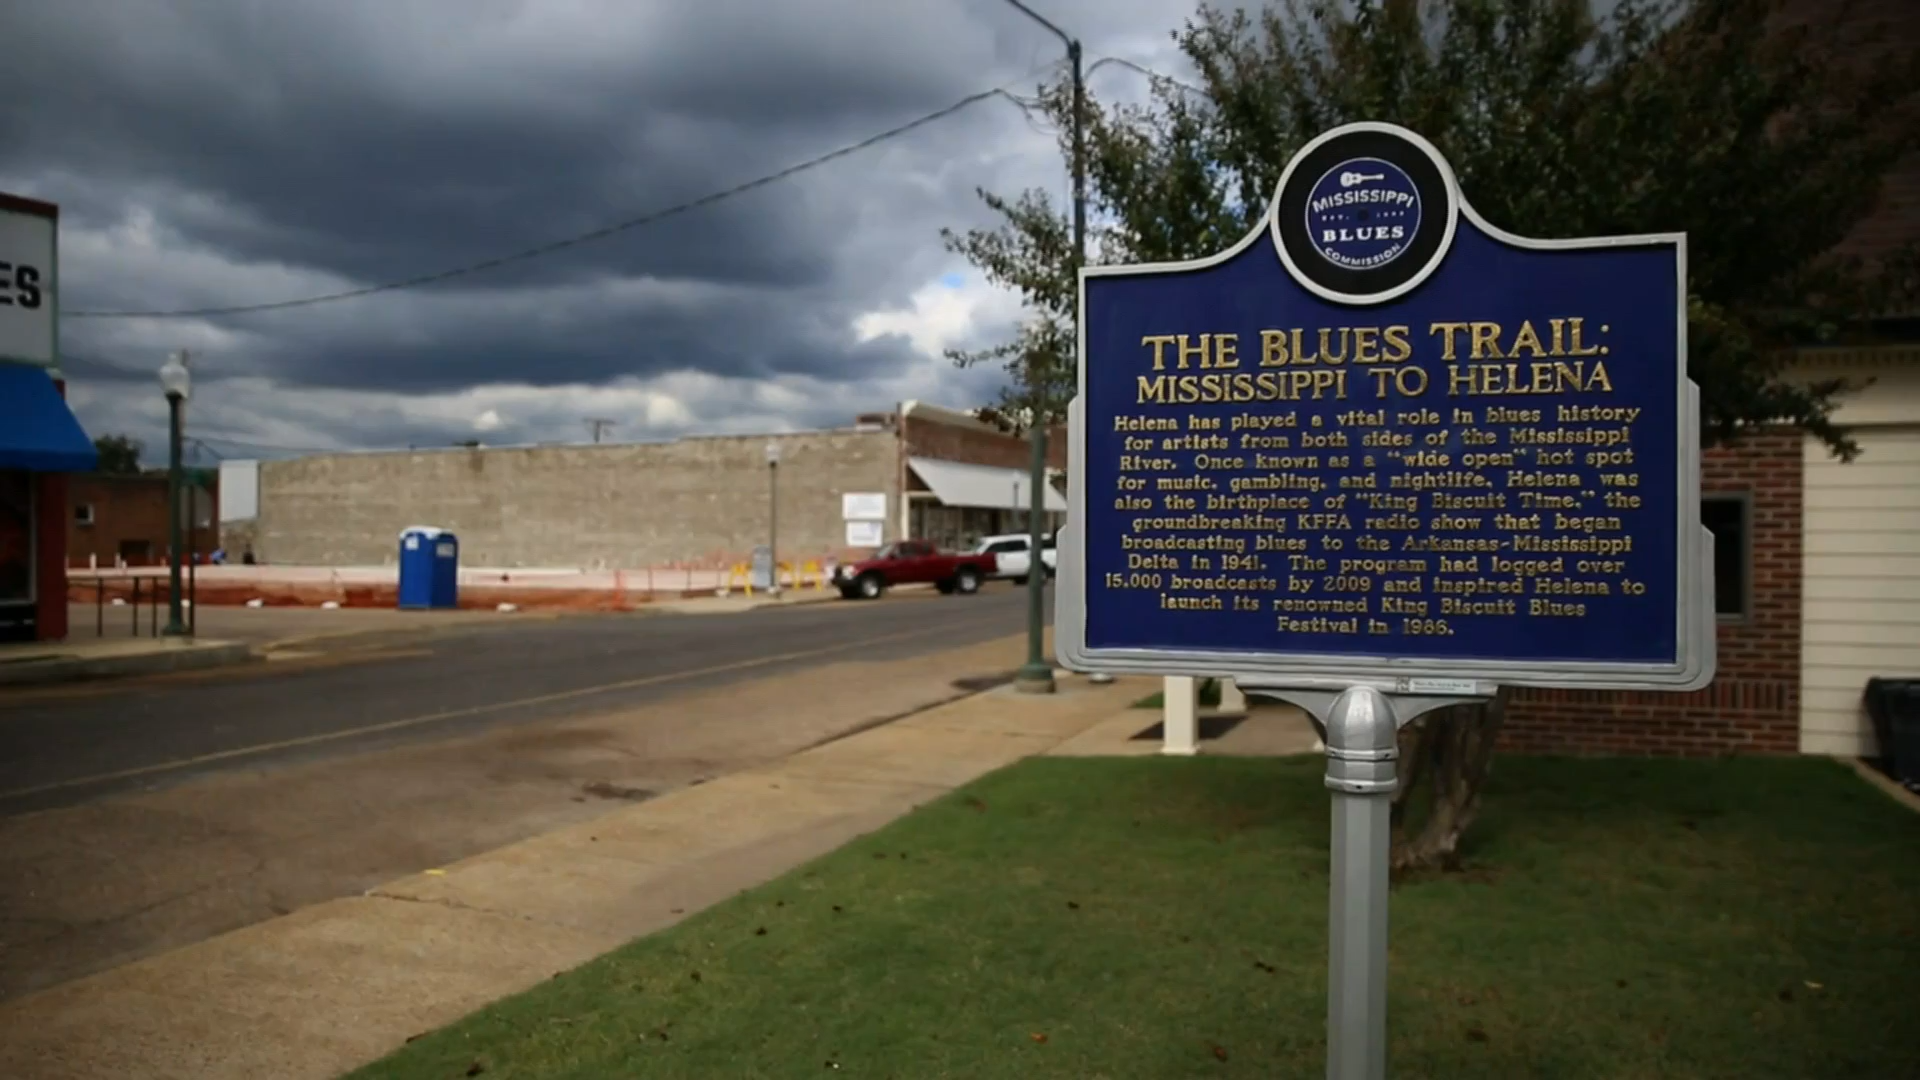 ES
MISSISSIPPI
BLUES
COMMISSION
THE BLUES TRAIL:
MISSISSIPPI TO HELENA
Helena has played a vital role in blues history
for artists from both sides of the Mississippi
River. Once known as a "wide open" hot spot
for music, gambling, and nightlife, Helena was
also the birthplace of "King Biscuit Time," the
groundbreaking KFFA radio show that began
broadcasting blues to the Arkansas-Mississippi
Delta in 1941. The program had logged over
15,000 broadcasts by 2009 and inspired Helena to
launch its renowned King Biscuit Blues
Festival in 1986.